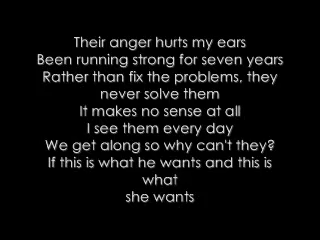 Their anger hurts my ears
Been running strong for seven years
Rather than fix the problems, they
never solve them
It makes no sense at all
I see them every day
We get along so why can't they?
If this is what he wants and this is
what
she wants